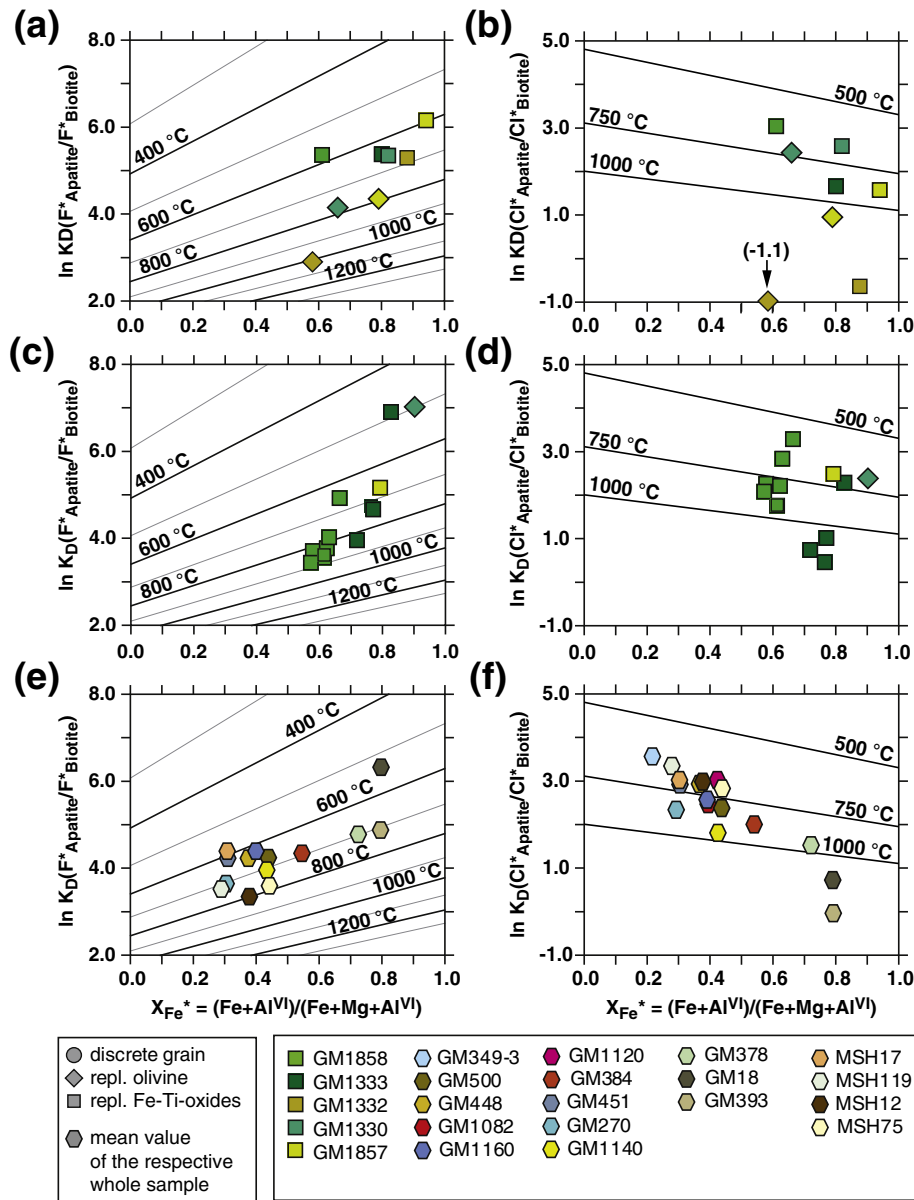 (a)
(b)
8.0
6.0
4.0
2.0
ln KD(F*Apatite/F*Biotite)
400 °C
600 °C
800 °C
1000 °C
1200 °C
0.0 0.2 0.4 0.6 0.8 1.0
5.0
3.0
1.0
-1.0
ln KD(Cl*Apatite/Cl*Biotite)
500 °C
750 °C
1000 °C
(-1.1)
0.0 0.2 0.4 0.6 0.8 1.0
(c)
(d)
8.0
6.0
4.0
2.0
ln KD(F*Apatite/F*Biotite)
400 °C
600 °C
800 °C
1000 °C
1200 °C
0.0 0.2 0.4 0.6 0.8 1.0
5.0
3.0
1.0
-1.0
ln KD(Cl*Apatite/Cl*Biotite)
500 °C
750 °C
1000 °C
0.0 0.2 0.4 0.6 0.8 1.0
(e)
(f)
8.0
6.0
4.0
2.0
ln KD(F*Apatite/F*Biotite)
400 °C
600 °C
800 °C
1000 °C
1200 °C
0.0 0.2 0.4 0.6 0.8 1.0
XFe* = (Fe+AlVI)/(Fe+Mg+AlVI)
5.0
3.0
1.0
-1.0
ln KD(Cl*Apatite/Cl*Biotite)
500 °C
750 °C
1000 °C
0.0 0.2 0.4 0.6 0.8 1.0
XFe* = (Fe+AlVI)/(Fe+Mg+AlVI)
discrete grain
repl. olivine
repl. Fe-Ti-oxides
mean value
of the respective
whole sample
GM1858
GM1333
GM1332
GM1330
GM1857
GM349-3
GM500
GM448
GM1082
GM1160
GM1120
GM384
GM451
GM270
GM1140
GM378
GM18
GM393
MSH17
MSH119
MSH12
MSH75